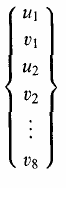 u₁
v₁
u₂
v₂
⋮
v₈